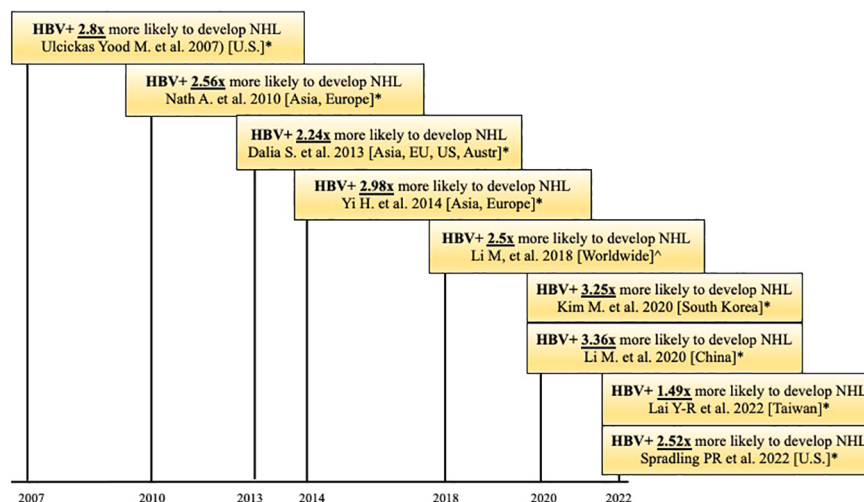 HBV+ 2.8x more likely to develop NHL
Ulcickas Yood M. et al. 2007) [U.S.]*
HBV+ 2.56x more likely to develop NHL
Nath A. et al. 2010 [Asia, Europe]*
HBV+ 2.24x more likely to develop NHL
Dalia S. et al. 2013 [Asia, EU, US, Austr]*
HBV+ 2.98x more likely to develop NHL
Yi H. et al. 2014 [Asia, Europe]*
HBV+ 2.5x more likely to develop NHL
Li M, et al. 2018 [Worldwide]^
HBV+ 3.25x more likely to develop NHL
Kim M. et al. 2020 [South Korea]*
HBV+ 3.36x more likely to develop NHL
Li M. et al. 2020 [China]*
HBV+ 1.49x more likely to develop NHL
Lai Y-R et al. 2022 [Taiwan]*
HBV+ 2.52x more likely to develop NHL
Spradling PR et al. 2022 [U.S.]*
2007 2010 2013 2014 2018 2020 2022